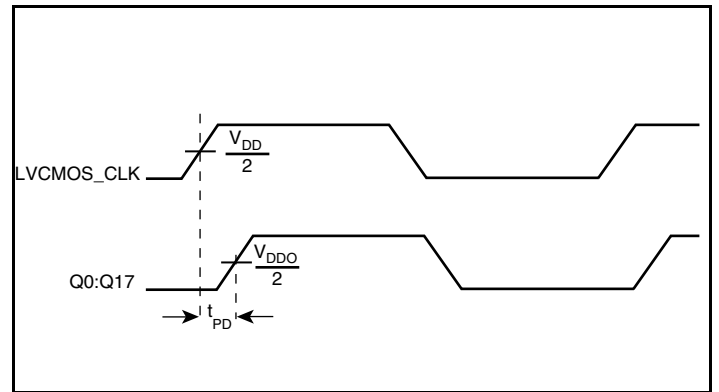 V_DD
2
LVCMOS_CLK
V_DDO
2
Q0:Q17
t_PD